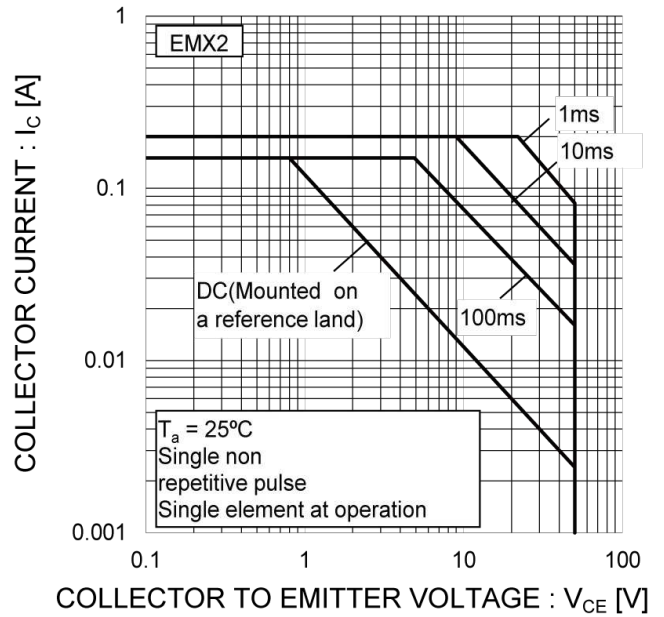 1
EMX2
1ms
10ms
0.1
DC(Mounted on
a reference land)
100ms
0.01
Ta = 25ºC
Single non
repetitive pulse
Single element at operation
0.001
0.1
1
10
100
COLLECTOR CURRENT : IC [A]
COLLECTOR TO EMITTER VOLTAGE : VCE [V]